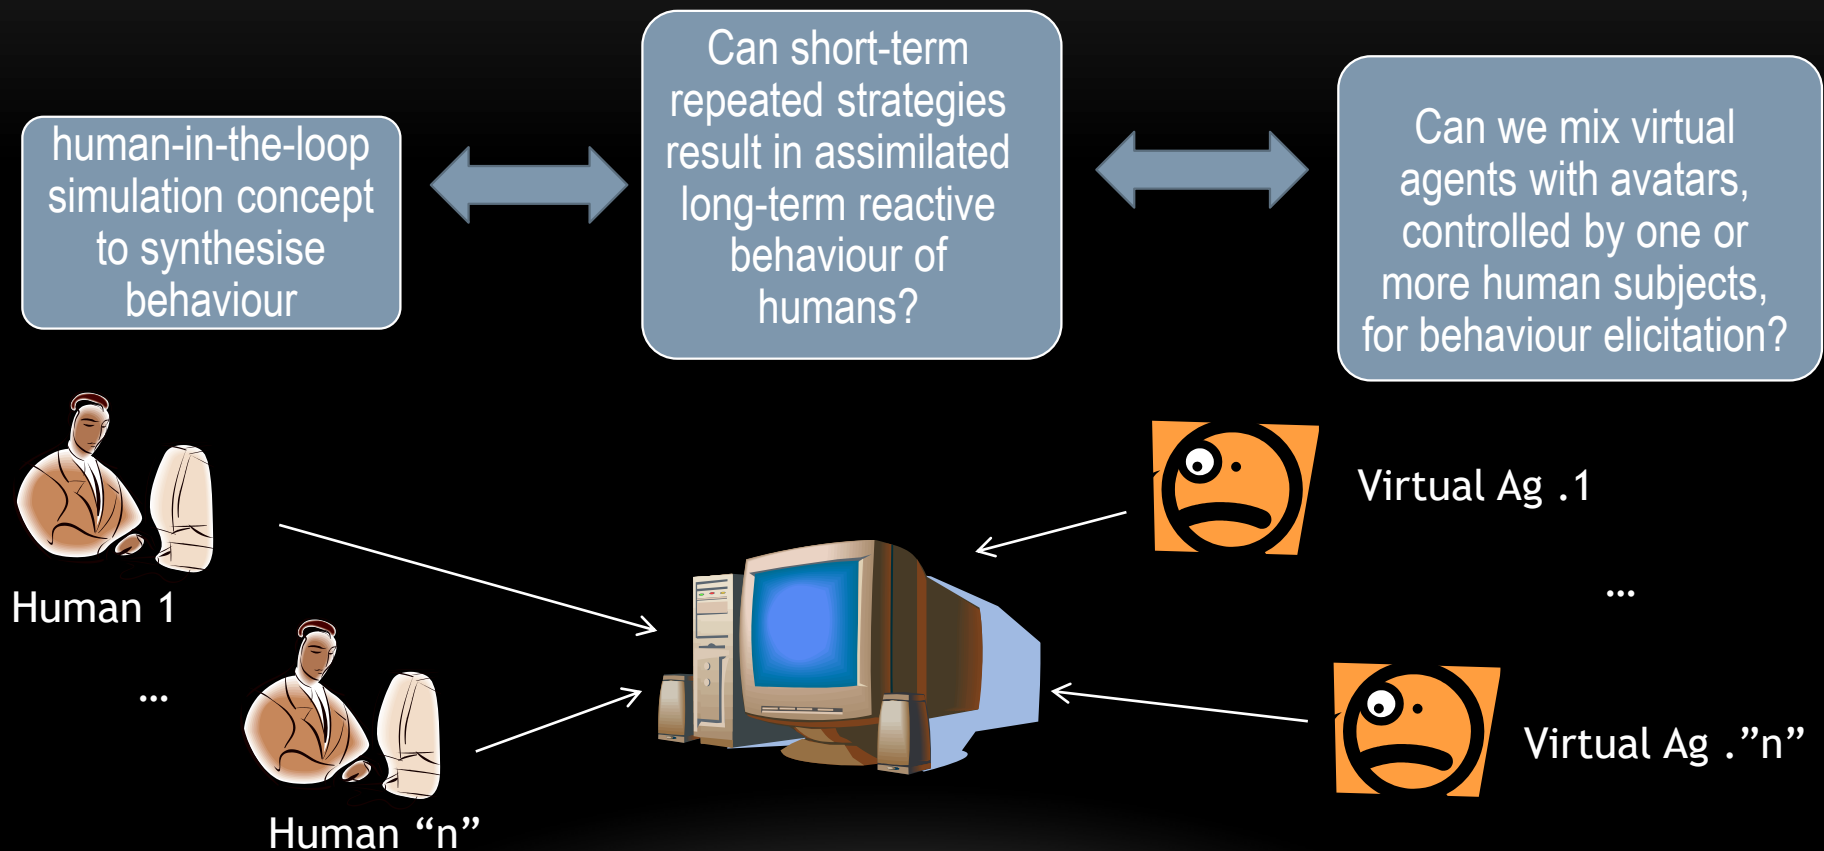 human-in-the-loop
simulation concept
to synthesise
behaviour
Can short-term
repeated strategies
result in assimilated
long-term reactive
behaviour of
humans?
Can we mix virtual
agents with avatars,
controlled by one or
more human subjects,
for behaviour elicitation?
Human 1
...
Human “n”
Virtual Ag .1
...
Virtual Ag .”n”